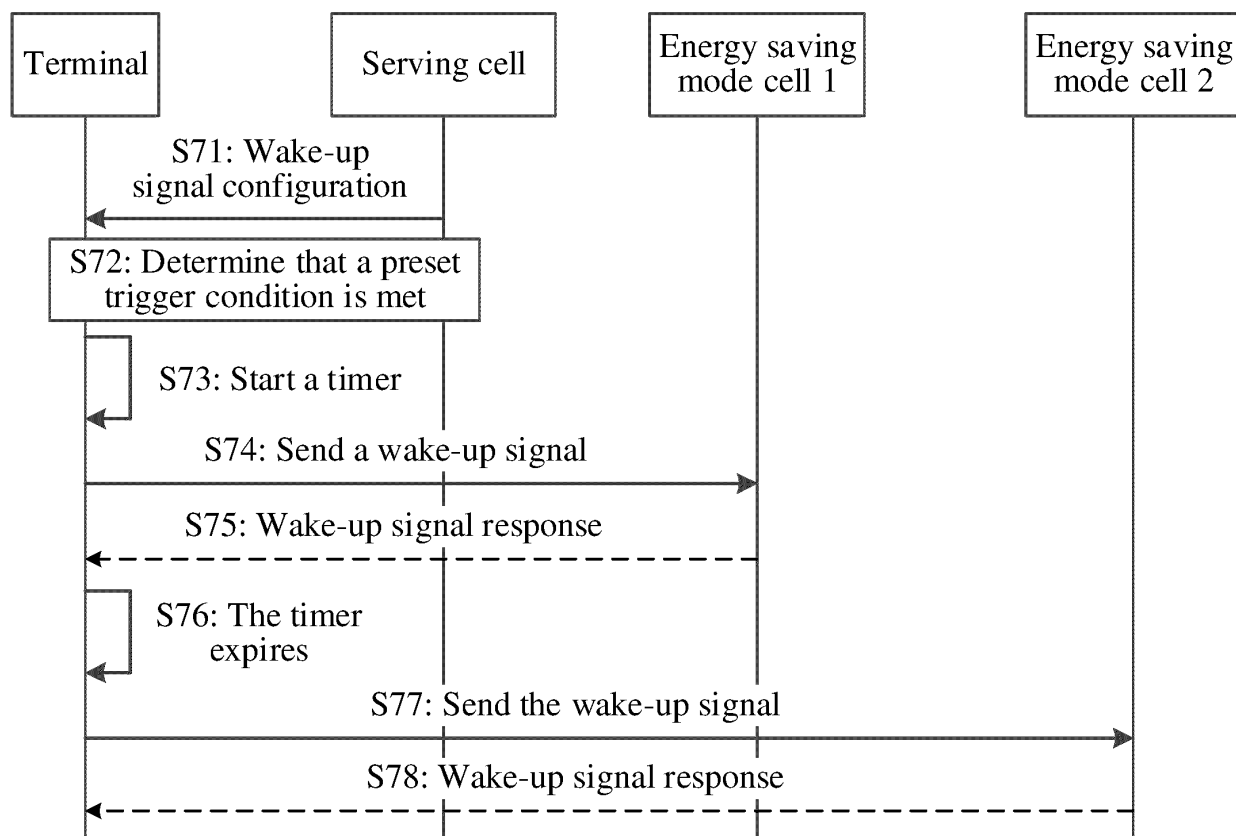 Terminal
Serving cell
Energy saving
mode cell 1
Energy saving
mode cell 2
S71: Wake-up
signal configuration
S72: Determine that a preset
trigger condition is met
S73: Start a timer
S74: Send a wake-up signal
S75: Wake-up signal response
S76: The timer
expires
S77: Send the wake-up signal
S78: Wake-up signal response